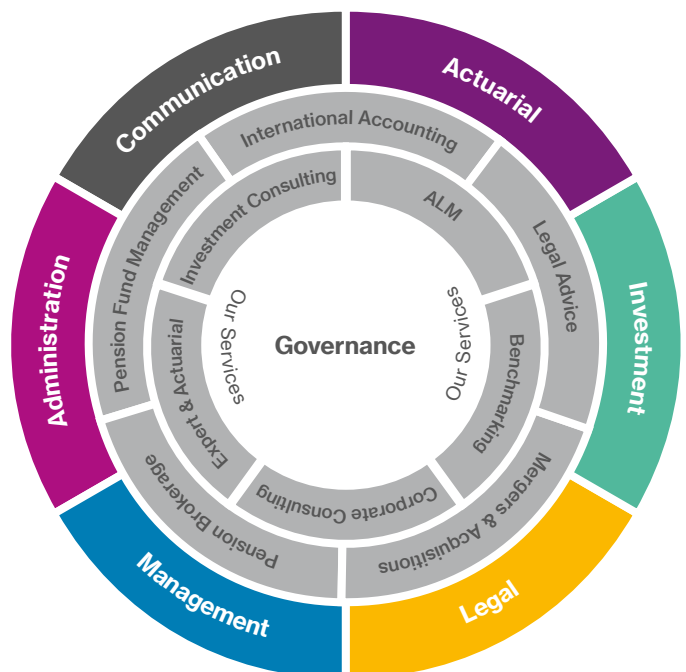 Communication
Actuarial
Investment
Legal
Management
Administration
International Accounting
Legal Advice
Mergers & Acquisitions
Pension Brokerage
Pension Fund Management
Investment Consulting
ALM
Benchmarking
Corporate Consulting
Expert & Actuarial
Our Services
Governance
Our Services